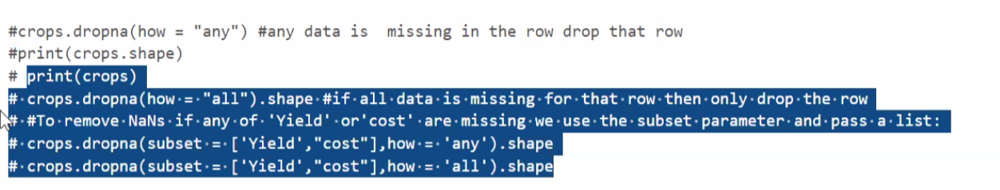 #crops.dropna(how = "any") #any data is  missing in the row drop that row
#print(crops.shape)
# print(crops)
# crops.dropna(how = "all").shape #if all data is missing for that row then only drop the row
# #To remove NaNs if any of 'Yield' or'cost' are missing we use the subset parameter and pass a list:
# crops.dropna(subset = ['Yield',"cost"],how = 'any').shape
# crops.dropna(subset = ['Yield',"cost"],how = 'all').shape